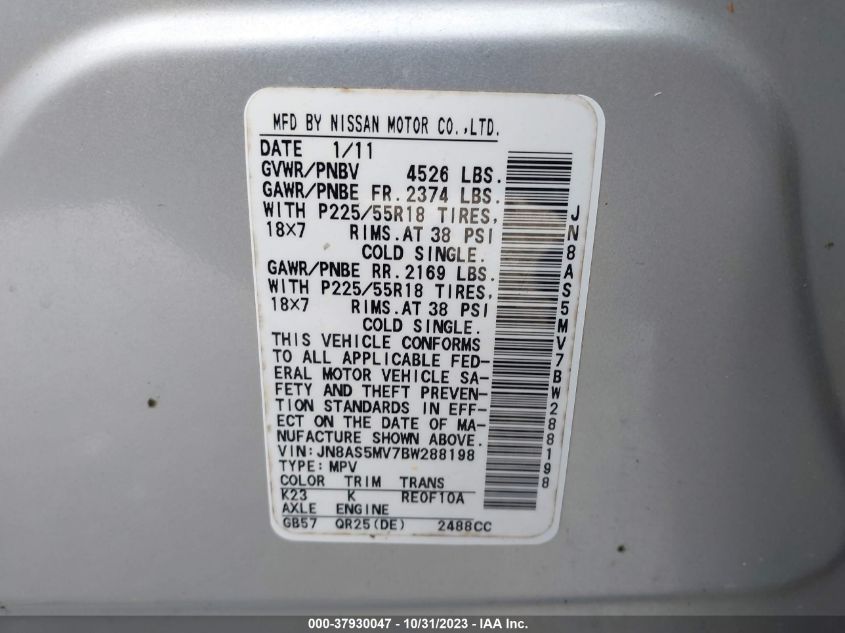 MFD BY NISSAN MOTOR CO.,LTD.
DATE 1/11
GVWR/PNBV 4526 LBS.
GAWR/PNBE FR. 2374 LBS.
WITH P225/55R18 TIRES,
18X7 RIMS.AT 38 PSI
COLD SINGLE.
GAWR/PNBE RR. 2169 LBS.
WITH P225/55R18 TIRES,
18X7 RIMS.AT 38 PSI
COLD SINGLE.
THIS VEHICLE CONFORMS
TO ALL APPLICABLE FED-
ERAL MOTOR VEHICLE SA-
FETY AND THEFT PREVEN-
TION STANDARDS IN EFF-
ECT ON THE DATE OF MA-
NUFACTURE SHOWN ABOVE.
VIN:JN8AS5MV7BW288198
TYPE:MPV
COLOR TRIM TRANS
K23 K RE0F10A
AXLE ENGINE
GB57 QR25(DE) 2488CC
JN8AS5MV7BW288198
000-37930047 - 10/31/2023 - IAA Inc.